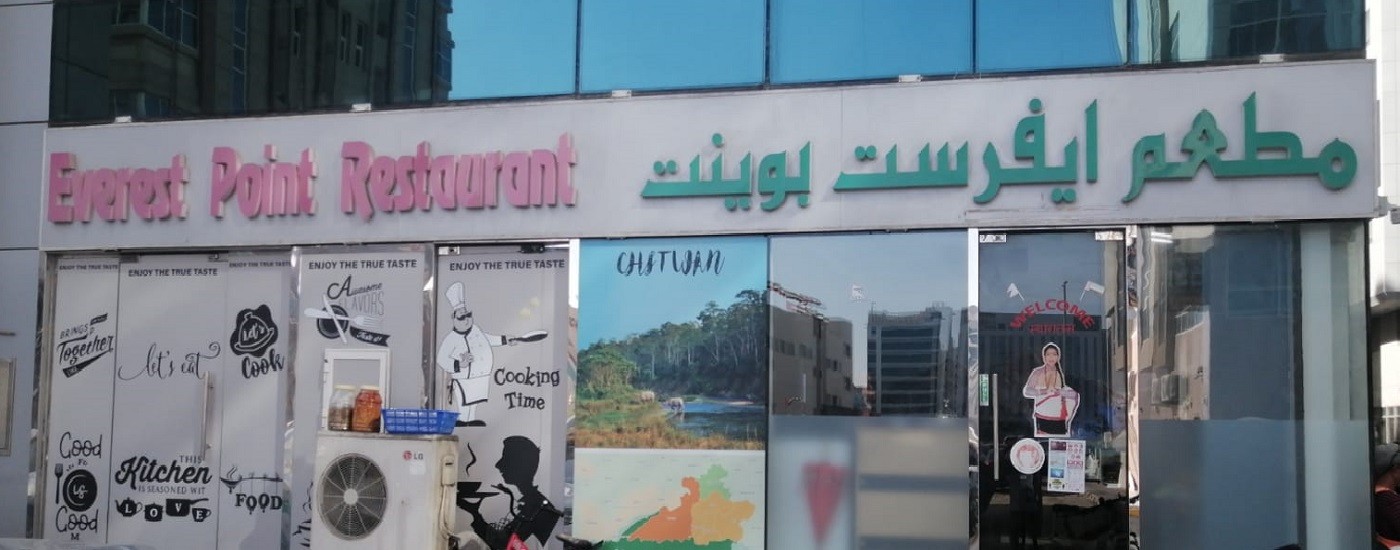 Everest Point Restaurant
مطعم ايفرست بوينت
ENJOY THE TRUE TASTE
ENJOY THE TRUE TASTE
ENJOY THE TRUE TASTE
ENJOY THE TRUE TASTE
ENJOY THE TRUE TASTE
BRINGS
Together
let's eat
Let's
Cook
Awesome
FLAVORS
Cooking
Time
CHITWAN
WELCOME
Good
is
Good
THIS
Kitchen
IS SEASONED WIT
LOVE
FOOD
LG